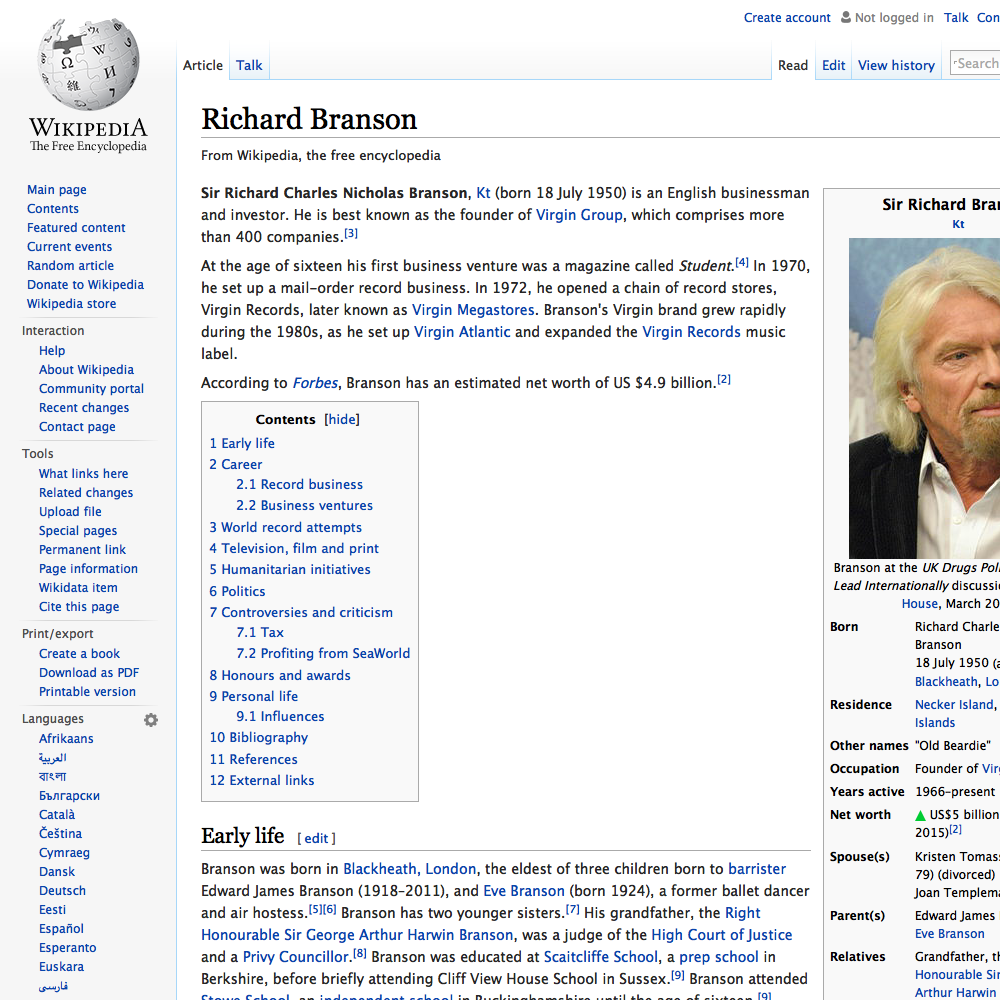 Create account Not logged in Talk
Article Talk Read Edit View history Search
WIKIPEDIA
The Free Encyclopedia
Main page
Contents
Featured content
Current events
Random article
Donate to Wikipedia
Wikipedia store
Interaction
Help
About Wikipedia
Community portal
Recent changes
Contact page
Tools
What links here
Related changes
Upload file
Special pages
Permanent link
Page information
Wikidata item
Cite this page
Print/export
Create a book
Download as PDF
Printable version
Languages
Afrikaans
العربية
বাংলা
Български
Català
Čeština
Cymraeg
Dansk
Deutsch
Eesti
Español
Esperanto
Euskara
فارسی
Richard Branson
From Wikipedia, the free encyclopedia
Sir Richard Charles Nicholas Branson, Kt (born 18 July 1950) is an English businessman
and investor. He is best known as the founder of Virgin Group, which comprises more
than 400 companies.[3]
At the age of sixteen his first business venture was a magazine called Student.[4] In 1970,
he set up a mail-order record business. In 1972, he opened a chain of record stores,
Virgin Records, later known as Virgin Megastores. Branson's Virgin brand grew rapidly
during the 1980s, as he set up Virgin Atlantic and expanded the Virgin Records music
label.
According to Forbes, Branson has an estimated net worth of US $4.9 billion.[2]
Contents [hide]
1 Early life
2 Career
2.1 Record business
2.2 Business ventures
3 World record attempts
4 Television, film and print
5 Humanitarian initiatives
6 Politics
7 Controversies and criticism
7.1 Tax
7.2 Profiting from SeaWorld
8 Honours and awards
9 Personal life
9.1 Influences
10 Bibliography
11 References
12 External links
Early life [ edit ]
Branson was born in Blackheath, London, the eldest of three children born to barrister
Edward James Branson (1918–2011), and Eve Branson (born 1924), a former ballet dancer
and air hostess.[5][6] Branson has two younger sisters.[7] His grandfather, the Right
Honourable Sir George Arthur Harwin Branson, was a judge of the High Court of Justice
and a Privy Councillor.[8] Branson was educated at Scaitcliffe School, a prep school in
Berkshire, before briefly attending Cliff View House School in Sussex.[9] Branson attended
Stowe School, an independent school in Buckinghamshire until the age of sixteen.[9]
Sir Richard
Kt
Branson at the UK Drugs
Lead Internationally
House, March
Born Richard
Branson
18 July 1950
Blackheath,
Residence Necker Island,
Islands
Other names "Old Beardie"
Occupation Founder of
Years active 1966–present
Net worth ▲ US$5 billion
2015)[2]
Spouse(s) Kristen
79) (divorced)
Joan
Parent(s) Edward James
Eve Branson
Relatives Grandfather,
Honourable Sir
Arthur Harwin